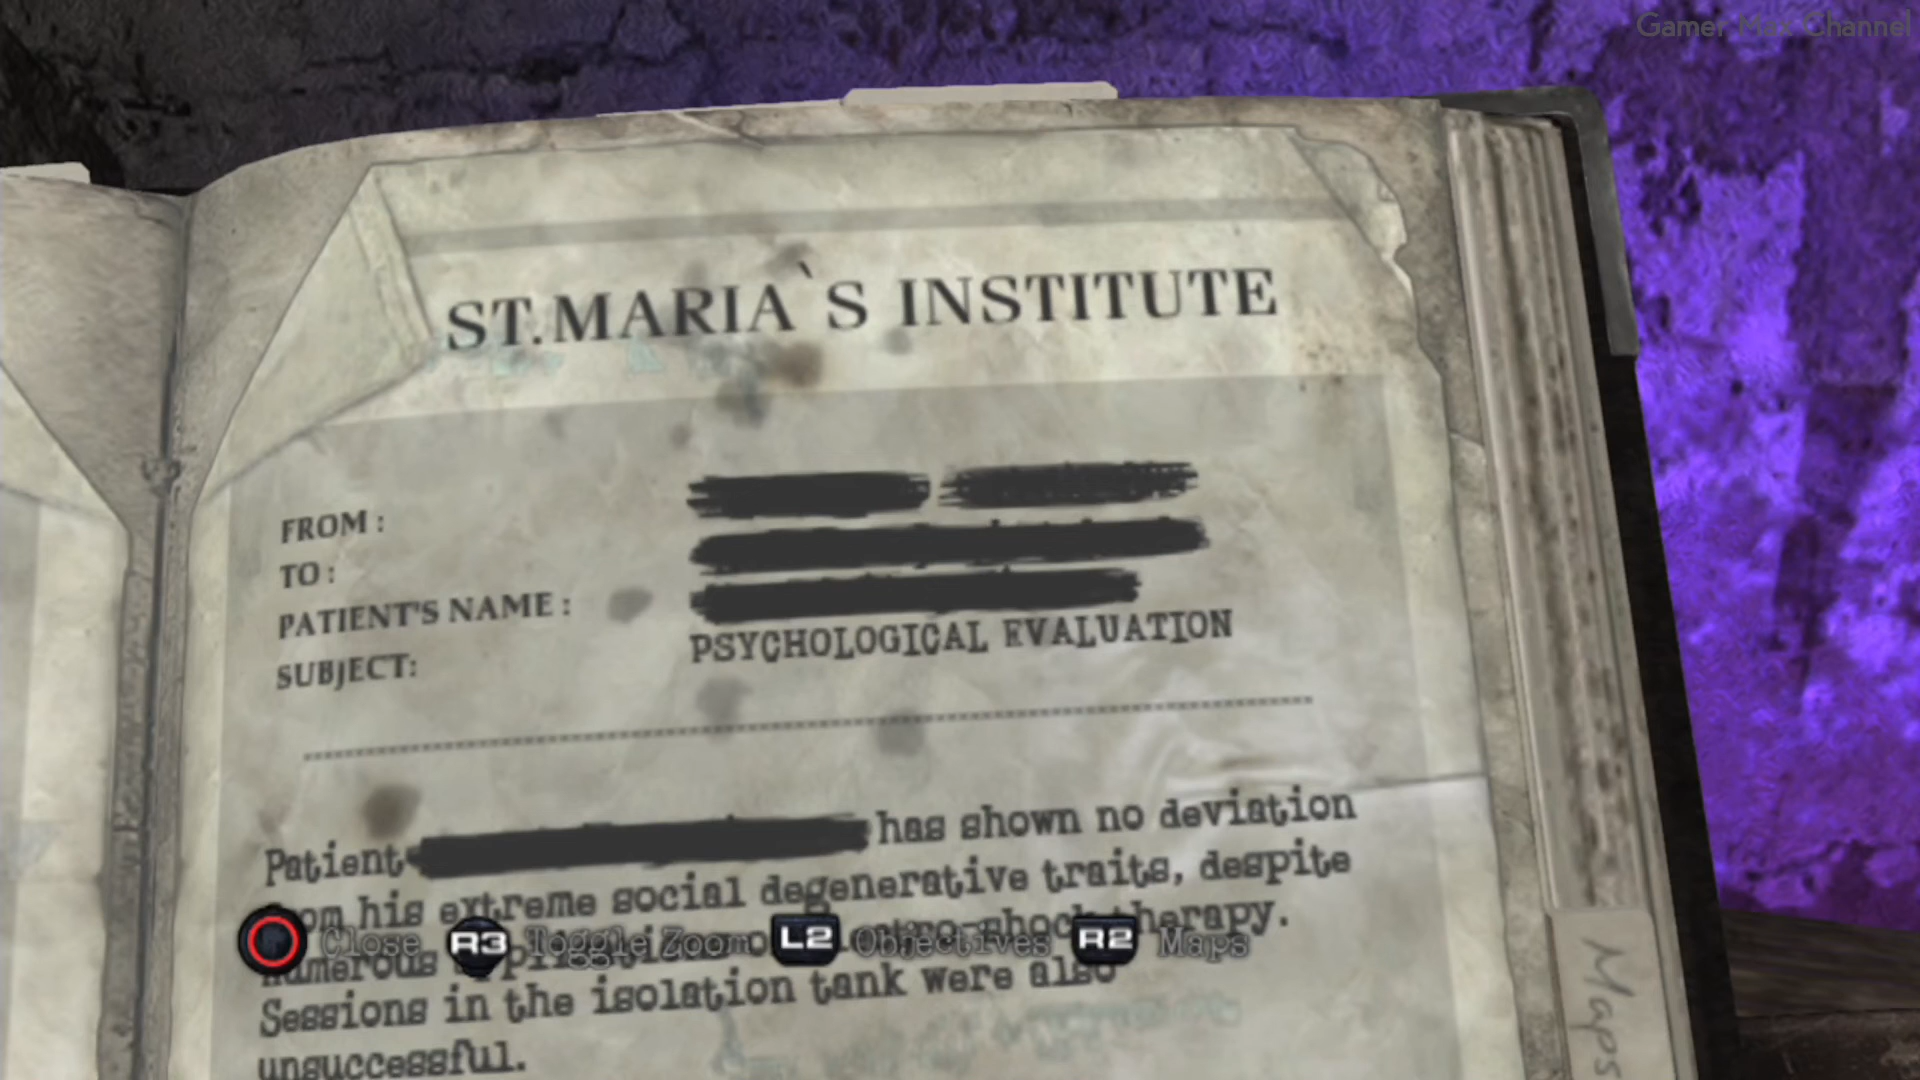 Gamer Max Channel
ST.MARIA`S INSTITUTE
FROM :
TO :
PATIENT'S NAME :
SUBJECT: PSYCHOLOGICAL EVALUATION
Patient has shown no deviation
his extreme social degenerative traits, despite
numerous therapy.
Sessions in the isolation tank were also
unsuccessful.
Close R3 Toggle Zoom L2 Objectives R2 Maps
Maps